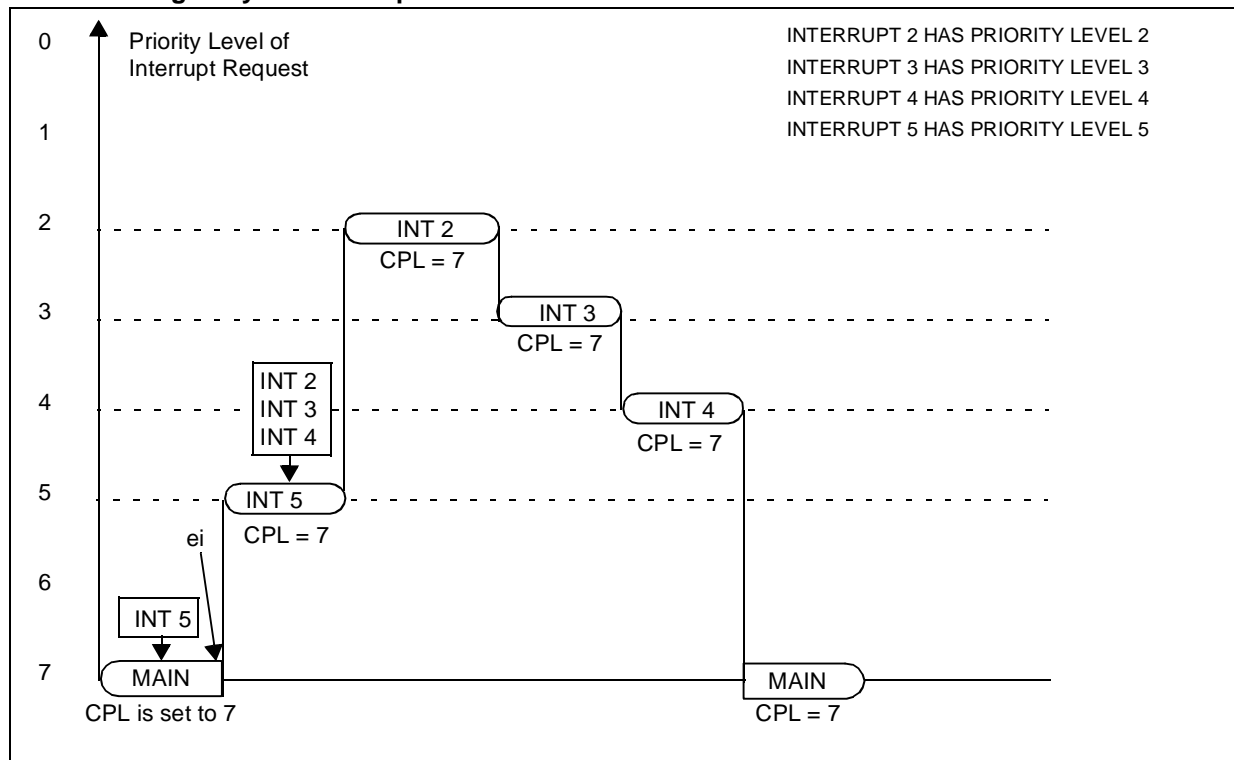 0
Priority Level of
Interrupt Request
INTERRUPT 2 HAS PRIORITY LEVEL 2
INTERRUPT 3 HAS PRIORITY LEVEL 3
INTERRUPT 4 HAS PRIORITY LEVEL 4
INTERRUPT 5 HAS PRIORITY LEVEL 5
1
2
INT 2
CPL = 7
3
INT 3
CPL = 7
INT 2
INT 3
INT 4
4
INT 4
CPL = 7
5
INT 5
CPL = 7
ei
6
INT 5
7
MAIN
CPL is set to 7
MAIN
CPL = 7